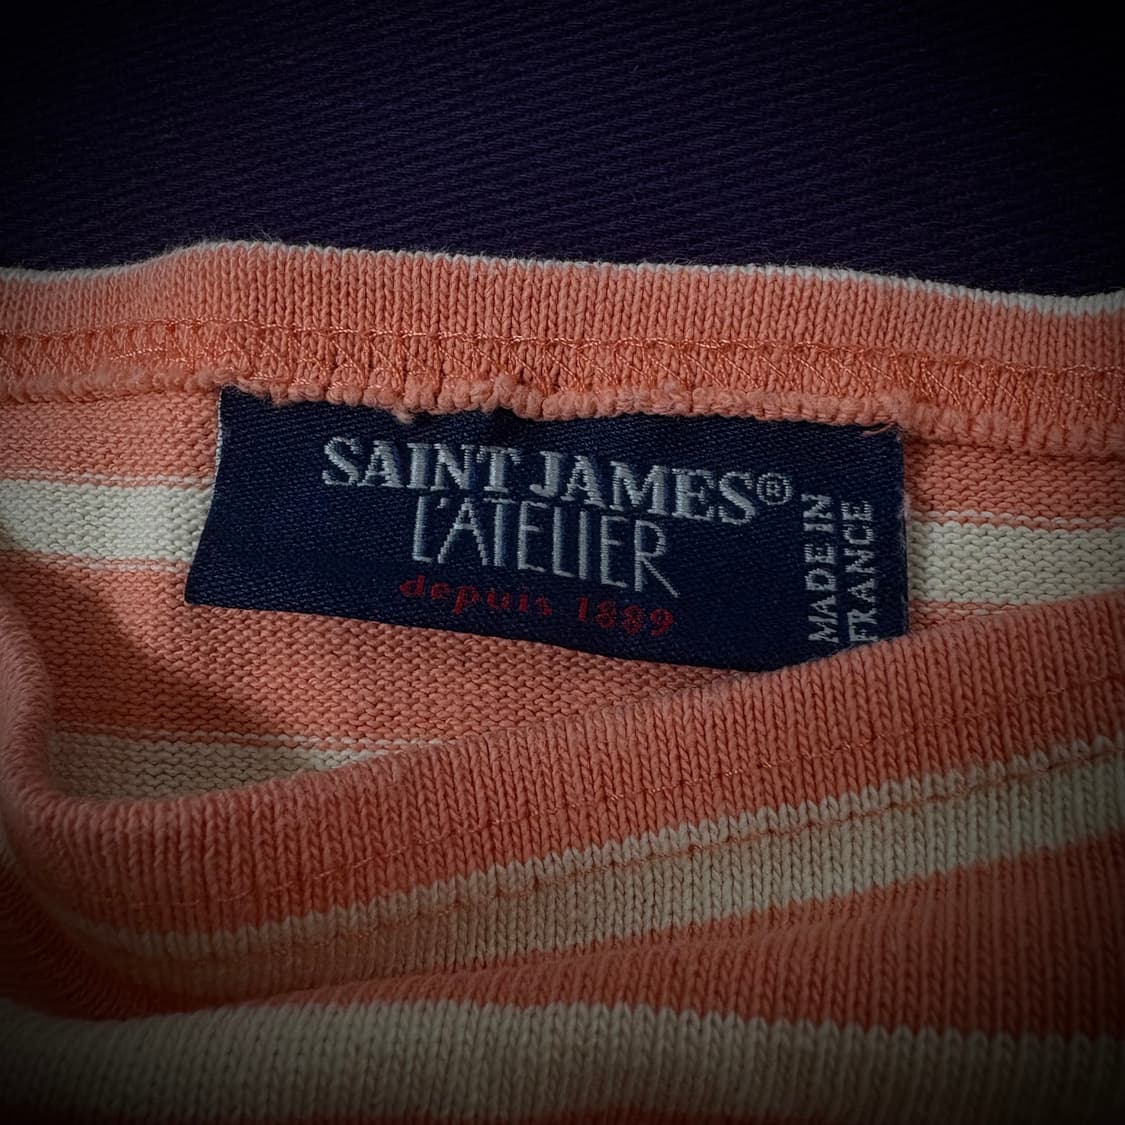 SAINT JAMES®
L'ATELIER
depuis 1889
MADE IN
FRANCE